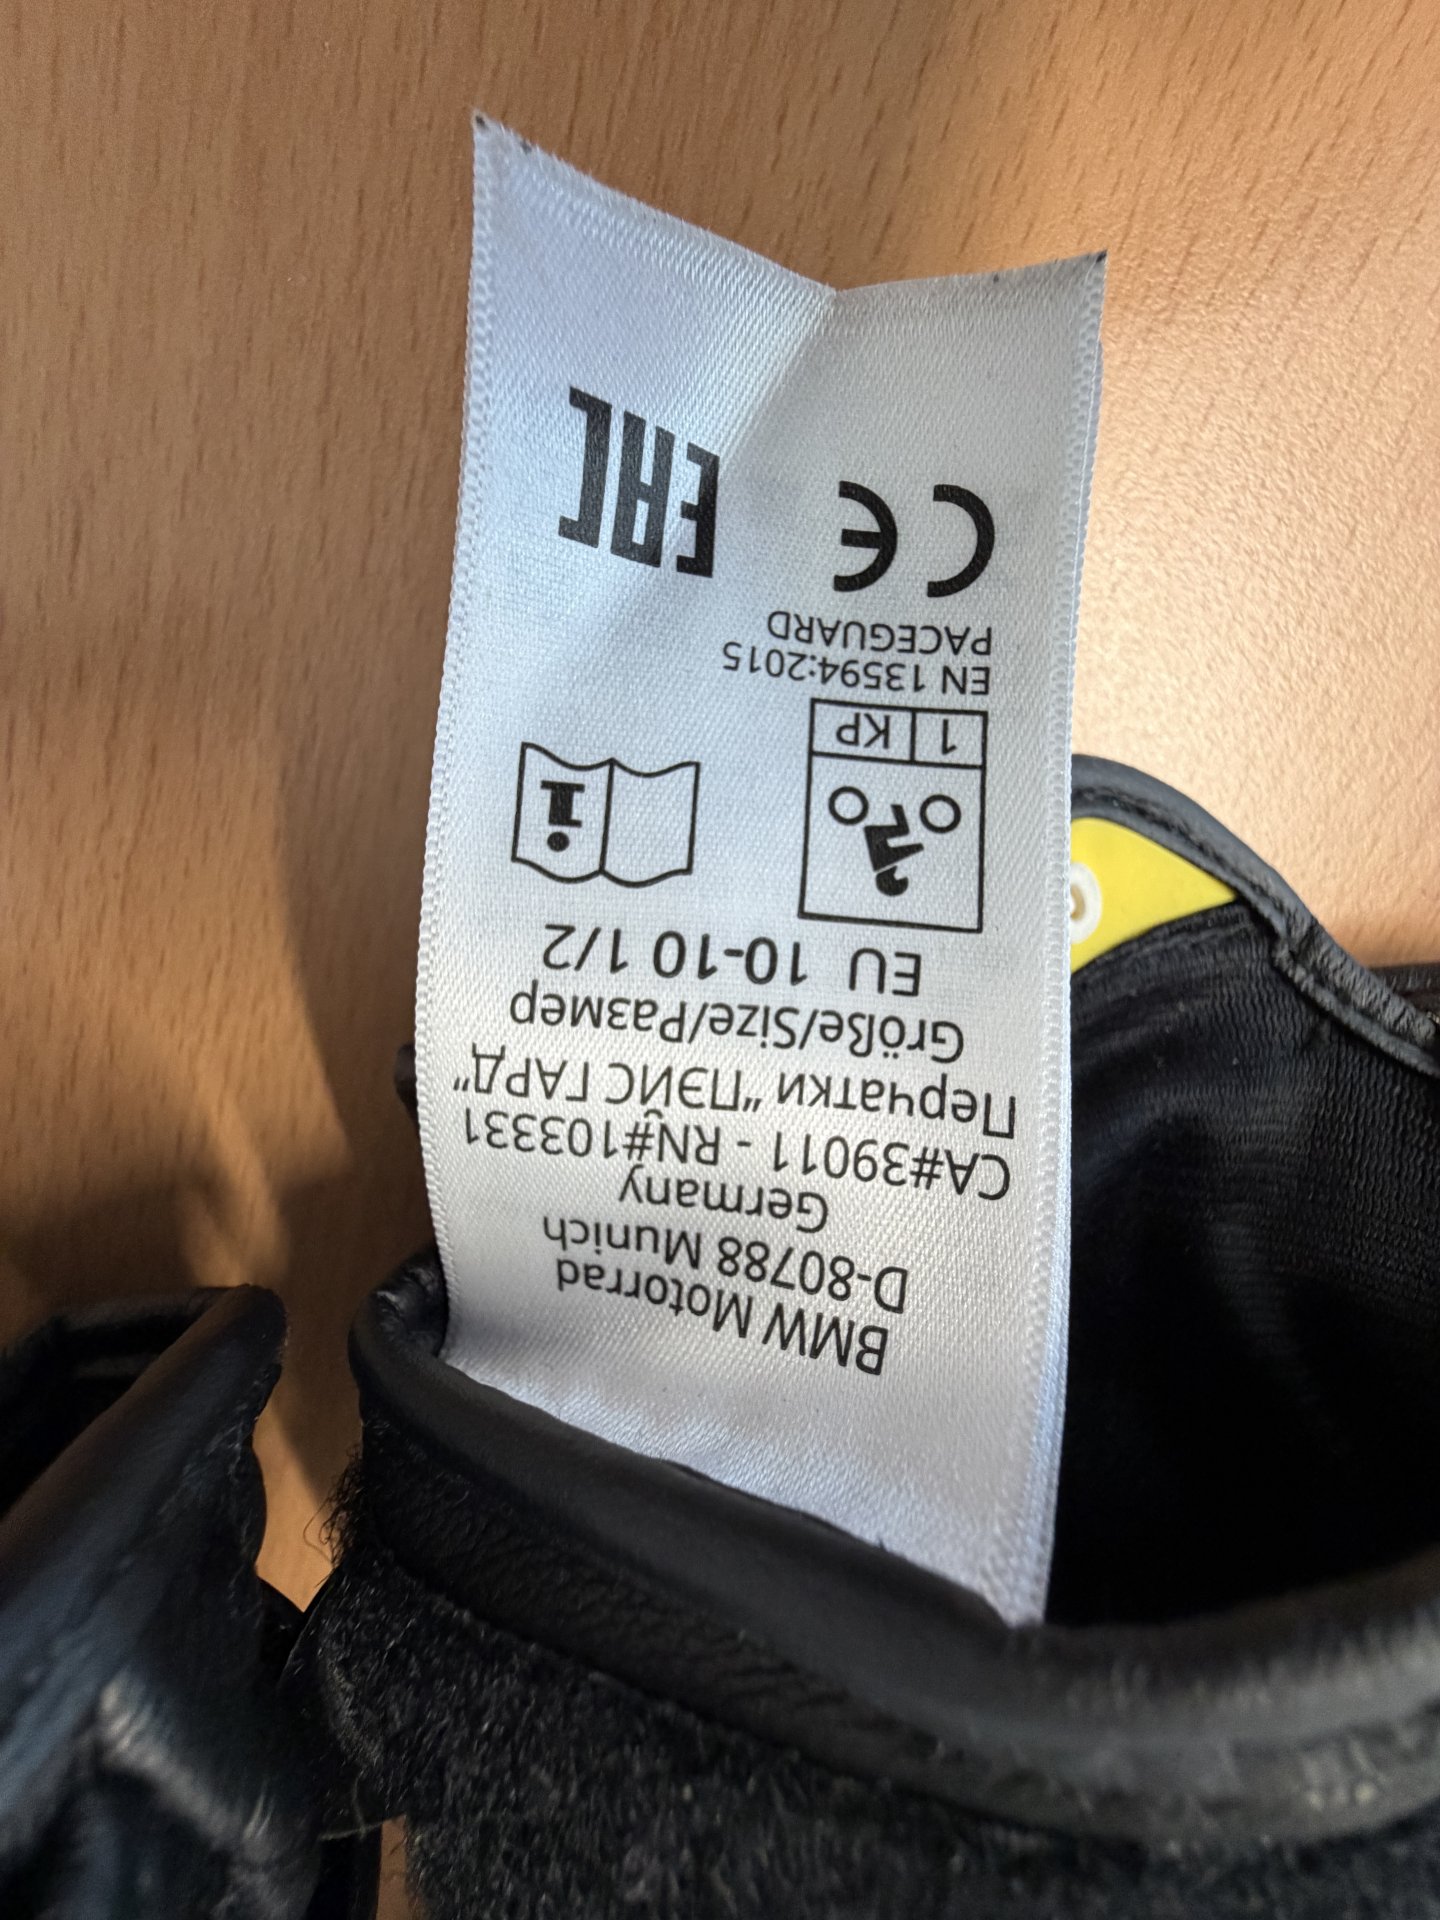 BMW Motorrad
D-80788 Munich
Germany
CA#39011 - RN#103331
Перчатки "ПЭЙС ГАРД"
Größe/Size/Размер
EU 10-10 1/2
i
1 KP
EN 13594:2015
PACEGUARD
CE EAC